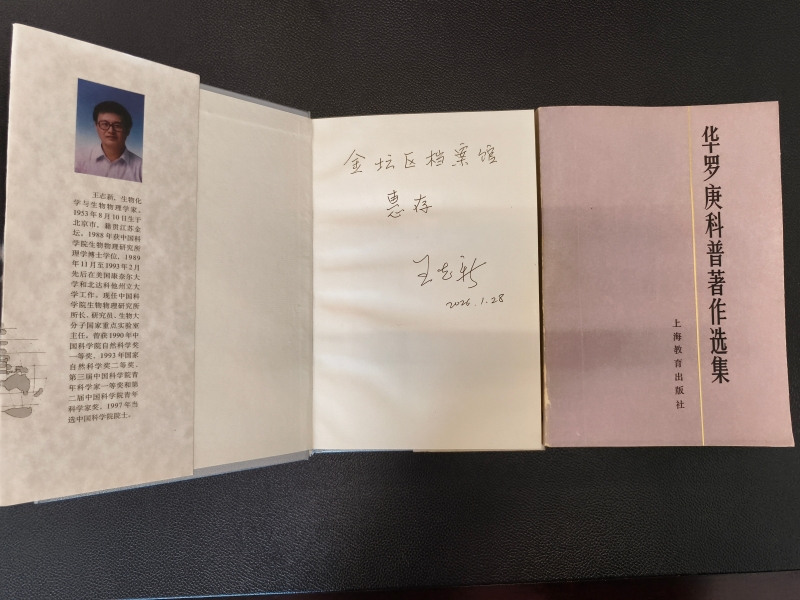 王志新，生物化
学与生物物理学家，
1953年8月10日生于
北京市，籍贯江苏金
坛。1988年获中国科
学院生物物理研究所
理学博士学位，1989
年11月至1993年2月
先后在美国康奈尔大
学和北达科他州立大
学工作。现任中国科
学院生物物理研究所
所长、研究员，生物大
分子国家重点实验室
主任。曾获1990年中
国科学院自然科学奖
一等奖，1993年国家
自然科学奖二等奖，
第三届中国科学院青
年科学家一等奖和第
二届中国科学院青年
科学家奖，1997年当
选中国科学院院士。
金坛区档案馆
惠存
王志新
2026.1.28
华罗庚科普著作选集
上海教育出版社